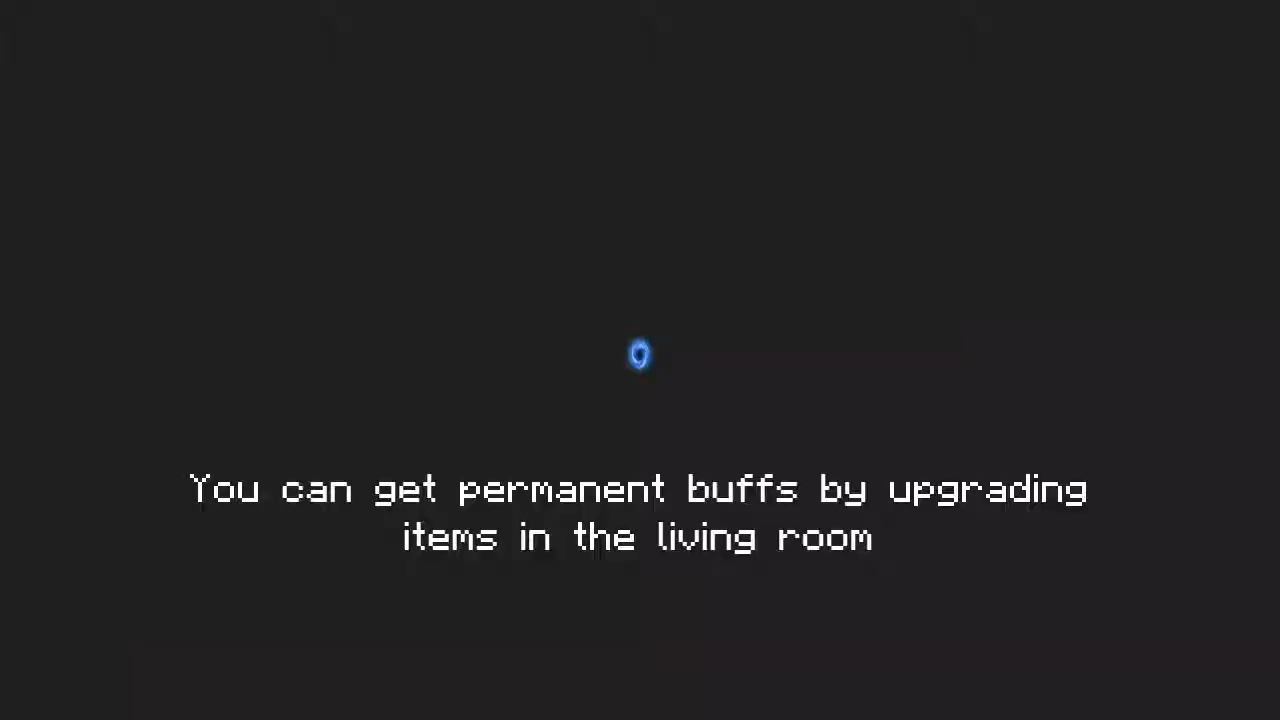 You can get permanent buffs by upgrading
items in the living room